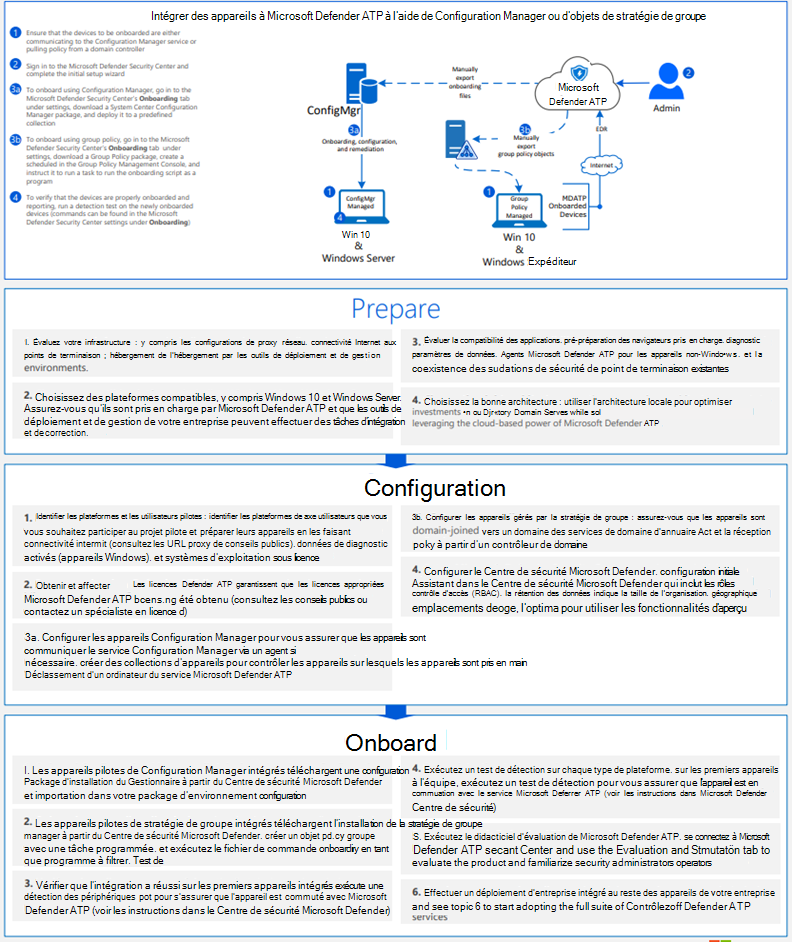 Intégrer des appareils à Microsoft Defender ATP à l'aide de Configuration Manager ou d'objets de stratégie de groupe
1 Ensure that the devices to be onboarded are either
communicating to the Configuration Manager service or
pulling policy from a domain controller
2 Sign in to the Microsoft Defender Security Center and
complete the initial setup wizard
3a To onboard using Configuration Manager, go in to the
Microsoft Defender Security Center's Onboarding tab
under settings, download a System Center Configuration
Manager package, and deploy it to a predefined
collection
3b To onboard using group policy, go in to the Microsoft
Defender Security Center's Onboarding tab under
settings, download a Group Policy package, create a
scheduled in the Group Policy Management Console, and
instruct it to run a task to run the onboarding script as a
program
4 To verify that the devices are properly onboarded and
reporting, run a detection test on the newly onboarded
devices (commands can be found in the Microsoft
Defender Security Center settings under Onboarding)
ConfigMgr
Manually
export
onboarding
files
Microsoft
Defender ATP
2
Admin
3a
Onboarding, configuration,
and remediation
3b
Manually
export
group policy objects
EDR
Internet
1
ConfigMgr
Managed
4
Win 10
&
Windows Server
1
Group
Policy
Managed
MDATP
Onboarded
Devices
Win 10
&
Windows Expéditeur
Prepare
I. Évaluez votre infrastructure : y compris les configurations de proxy réseau. connectivité Internet aux
points de terminaison ; hébergement de l'hébergement par les outils de déploiement et de gestion
environments.
2. Choisissez des plateformes compatibles, y compris Windows 10 et Windows Server.
Assurez-vous qu'ils sont pris en charge par Microsoft Defender ATP et que les outils de
déploiement et de gestion de votre entreprise peuvent effectuer des tâches d'intégration
et de correction.
3. Évaluer la compatibilité des applications. pré-préparation des navigateurs pris en charge. diagnostic
paramètres de données. Agents Microsoft Defender ATP pour les appareils non-Windows. et la
coexistence des sudations de sécurité de point de terminaison existantes
4. Choisissez la bonne architecture : utiliser l'architecture locale pour optimiser
investments •n ou Djr‹tory Domain Serves while sol
leveraging the cloud-based power of Microsoft Defender ATP
Configuration
1. Identifier les plateformes et les utilisateurs pilotes : identifier les plateformes de axe utilisateurs que vous
vous souhaitez participer au projet pilote et préparer leurs appareils en les faisant
connectivité intermit (consultez les URL proxy de conseils publics). données de diagnostic
activés (appareils Windows). et systèmes d'exploitation sous licence
2. Obtenir et affecter Les licences Defender ATP garantissent que les licences appropriées
Microsoft Defender ATP bcens.ng été obtenu (consultez les conseils publics ou
contactez un spécialiste en licence d)
3a. Configurer les appareils Configuration Manager pour vous assurer que les appareils sont
communiquer le service Configuration Manager via un agent si
nécessaire. créer des collections d'appareils pour contrôler les appareils sur lesquels les appareils sont pris en main
Déclassement d'un ordinateur du service Microsoft Defender ATP
3b. Configurer les appareils gérés par la stratégie de groupe : assurez-vous que les appareils sont
domain-joined vers un domaine des services de domaine d'annuaire Act et la réception
poky à partir d'un contrôleur de domaine
4. Configurer le Centre de sécurité Microsoft Defender. configuration initiale
Assistant dans le Centre de sécurité Microsoft Defender qui inclut les rôles
contrôle d'accès (RBAC). la rétention des données indique la taille de l'organisation. géographique
emplacements deoge, l'optima pour utiliser les fonctionnalités d'aperçu
Onboard
I. Les appareils pilotes de Configuration Manager intégrés téléchargent une configuration
Package d'installation du Gestionnaire à partir du Centre de sécurité Microsoft Defender
et importation dans votre package d'environnement configuration
2. Les appareils pilotes de stratégie de groupe intégrés téléchargent l'installation de la stratégie de groupe
manager à partir du Centre de sécurité Microsoft Defender. créer un objet pd.cy groupe
avec une tâche programmée. et exécutez le fichier de commande onboardiry en tant
que programme à filtrer. Test de
3. Vérifier que l'intégration a réussi sur les premiers appareils intégrés exécute une
détection des périphériques pot pour s'assurer que l'appareil est commuté avec Microsoft
Defender ATP (voir les instructions dans le Centre de sécurité Microsoft Defender)
4. Exécutez un test de détection sur chaque type de plateforme. sur les premiers appareils
à l'équipe, exécutez un test de détection pour vous assurer que l'appareil est en
commuation avec le service Microsoft Deferrer ATP (voir les instructions dans Microsoft Defender
Centre de sécurité)
S. Exécutez le didacticiel d'évaluation de Microsoft Defender ATP. se connectez à Microsoft
Defender ATP secant Center and use the Evaluation and Stmutatön tab to
evaluate the product and familiarize security administrators operators
6. Effectuer un déploiement d'entreprise intégré au reste des appareils de votre entreprise
and see topic 6 to start adopting the full suite of Contrôlezoff Defender ATP
services